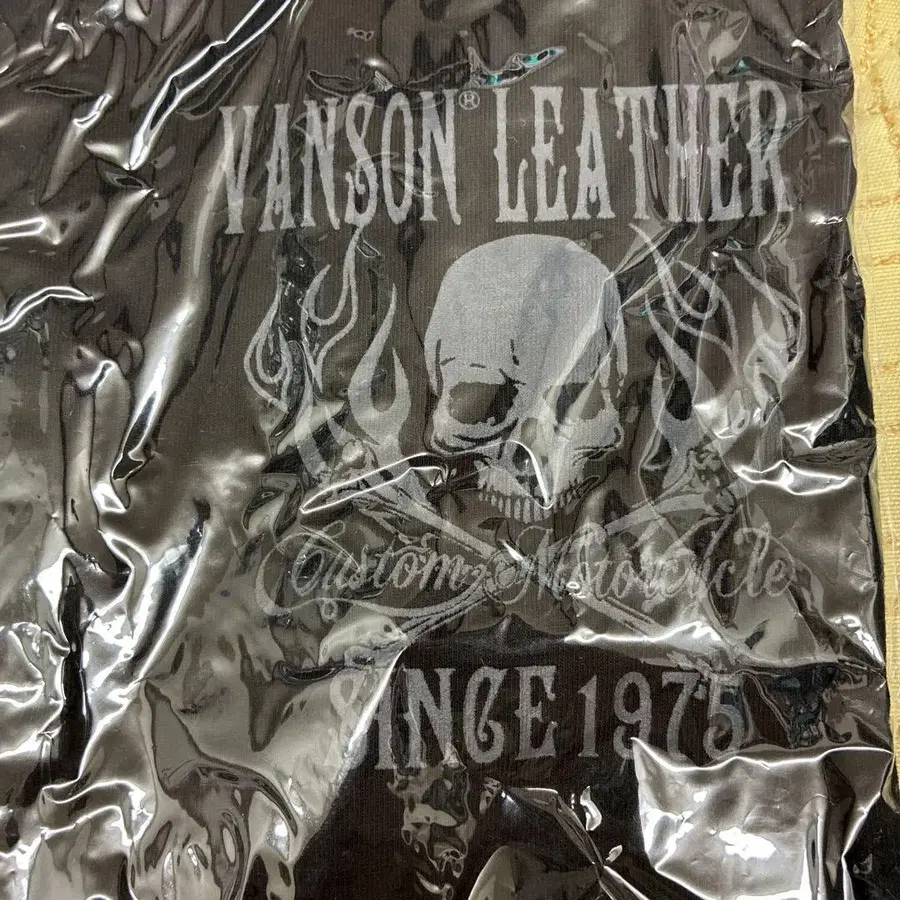 VANSON® LEATHER
Custom Motorcycle
SINCE 1975